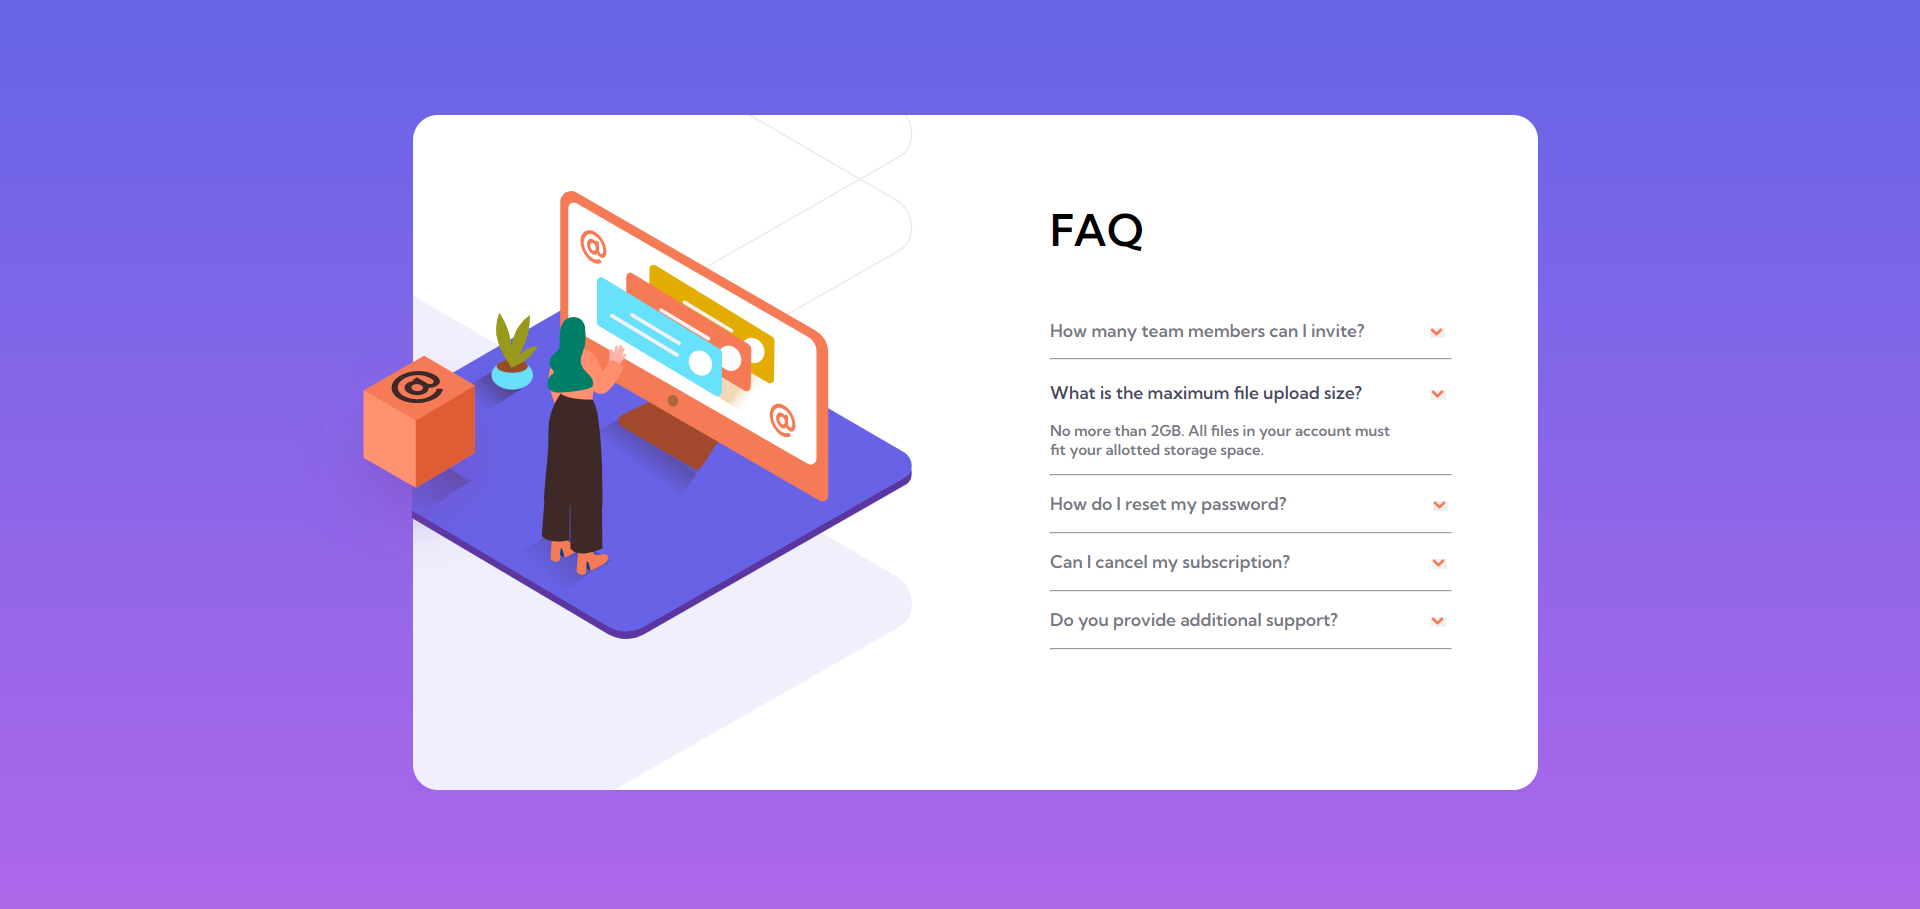 FAQ
How many team members can I invite?
What is the maximum file upload size?
No more than 2GB. All files in your account must
fit your allotted storage space.
How do I reset my password?
Can I cancel my subscription?
Do you provide additional support?
@
@
@